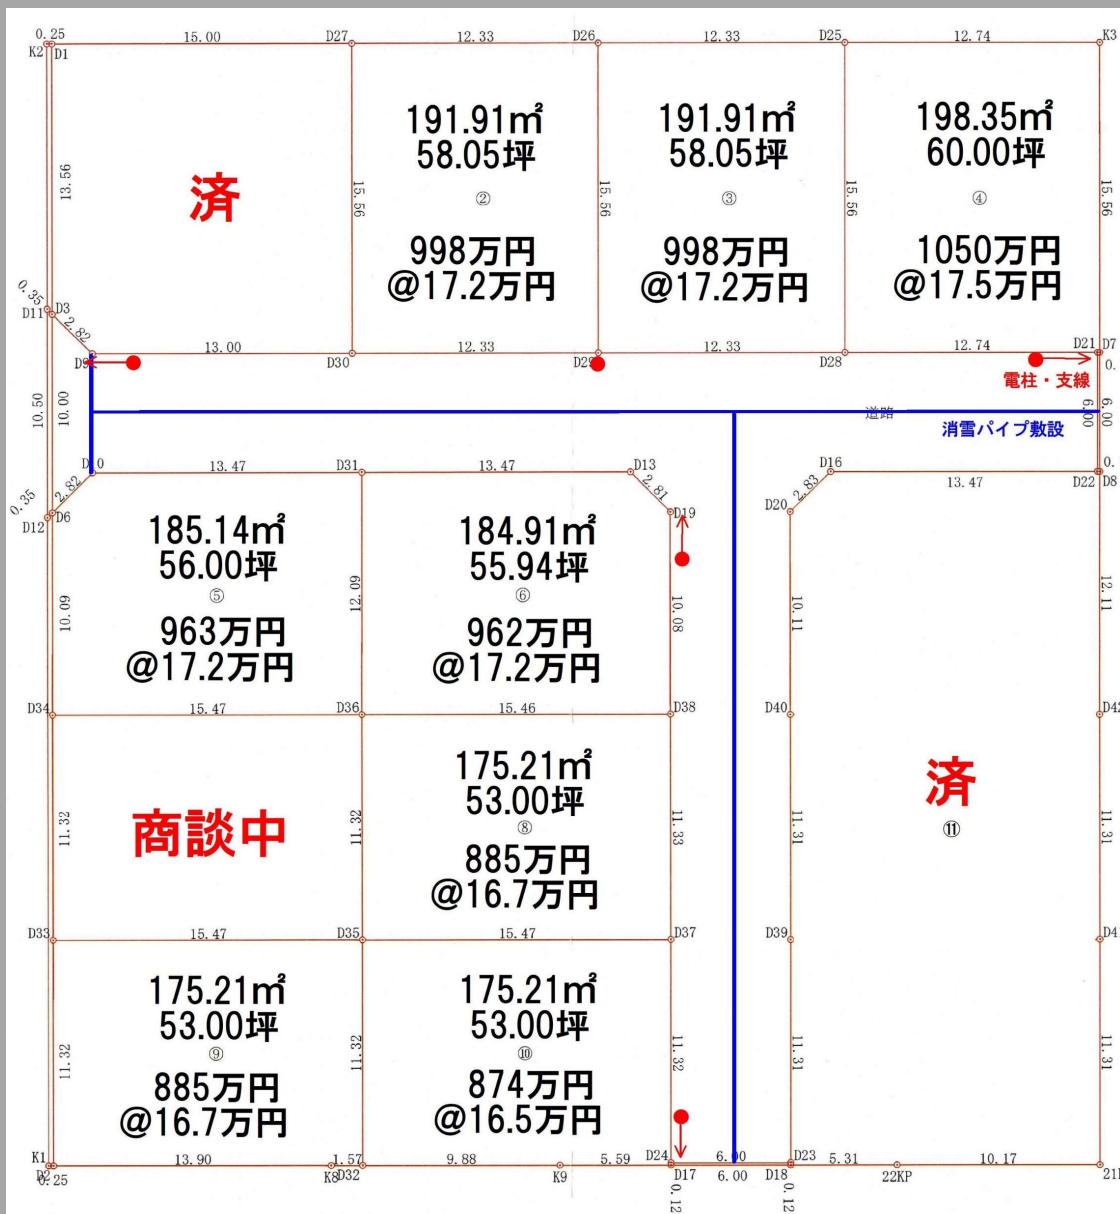 0.25
15.00
D27
12.33
D26
12.33
D25
12.74
K3
K2
D1
191.91㎡
58.05坪
②
998万円
@17.2万円
191.91㎡
58.05坪
③
998万円
@17.2万円
198.35㎡
60.00坪
④
1050万円
@17.5万円
13.56
済
15.56
15.56
15.56
15.56
0.35
D11
D3
2.82
D9
13.00
D30
12.33
D29
12.33
D28
12.74
D21
D7
0.
電柱・支線
10.50
10.00
道路
6.00
6.00
消雪パイプ敷設
D10
13.47
D31
13.47
D13
D16
13.47
D22
0.
D8
0.35
2.82
D12
D6
2.81
D19
2.83
D20
185.14㎡
56.00坪
⑤
963万円
@17.2万円
184.91㎡
55.94坪
⑥
962万円
@17.2万円
10.09
12.09
10.08
10.11
12.11
D34
15.47
D36
15.46
D38
D40
D42
商談中
175.21㎡
53.00坪
⑧
885万円
@16.7万円
済
⑪
11.32
11.32
11.33
11.31
11.31
D33
15.47
D35
15.47
D37
D39
D4
175.21㎡
53.00坪
⑨
885万円
@16.7万円
175.21㎡
53.00坪
⑩
874万円
@16.5万円
11.32
11.32
11.32
11.31
11.31
K1
D2
0.25
13.90
K8
1.57
D32
9.88
K9
5.59
D24
D17
6.00
6.00
D18
D23
5.31
22KP
10.17
0.12
0.12